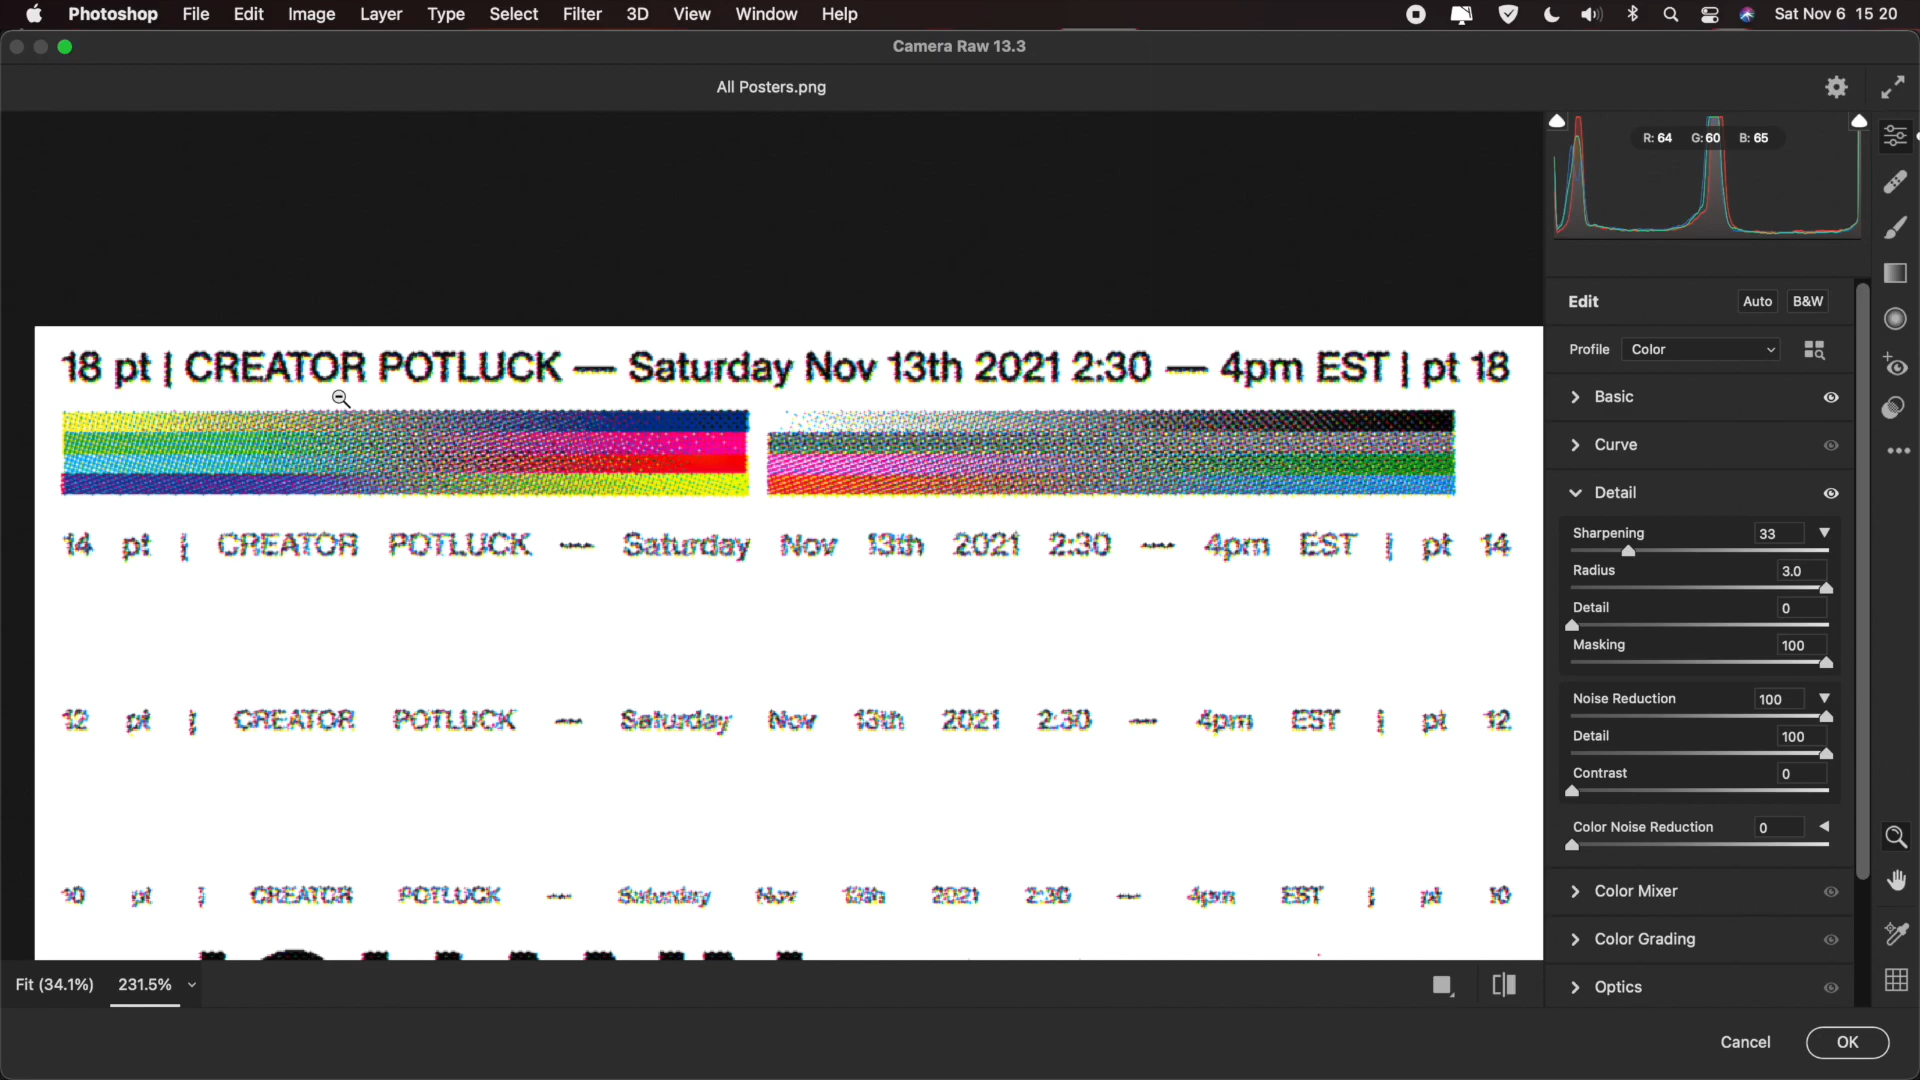 Photoshop File Edit Image Layer Type Select Filter 3D View Window Help Sat Nov 6 15 20
Camera Raw 13.3
All Posters.png
R: 64 G: 60 B: 65
Edit Auto B&W
Profile Color
Basic
Curve
Detail
Sharpening 33
Radius 3.0
Detail 0
Masking 100
Noise Reduction 100
Detail 100
Contrast 0
Color Noise Reduction 0
Color Mixer
Color Grading
Optics
18 pt | CREATOR POTLUCK — Saturday Nov 13th 2021 2:30 — 4pm EST | pt 18
14 pt | CREATOR POTLUCK — Saturday Nov 13th 2021 2:30 — 4pm EST | pt 14
12 pt | CREATOR POTLUCK — Saturday Nov 13th 2021 2:30 — 4pm EST | pt 12
10 pt | CREATOR POTLUCK — Saturday Nov 13th 2021 2:30 — 4pm EST | pt 10
Fit (34.1%) 231.5%
Cancel OK